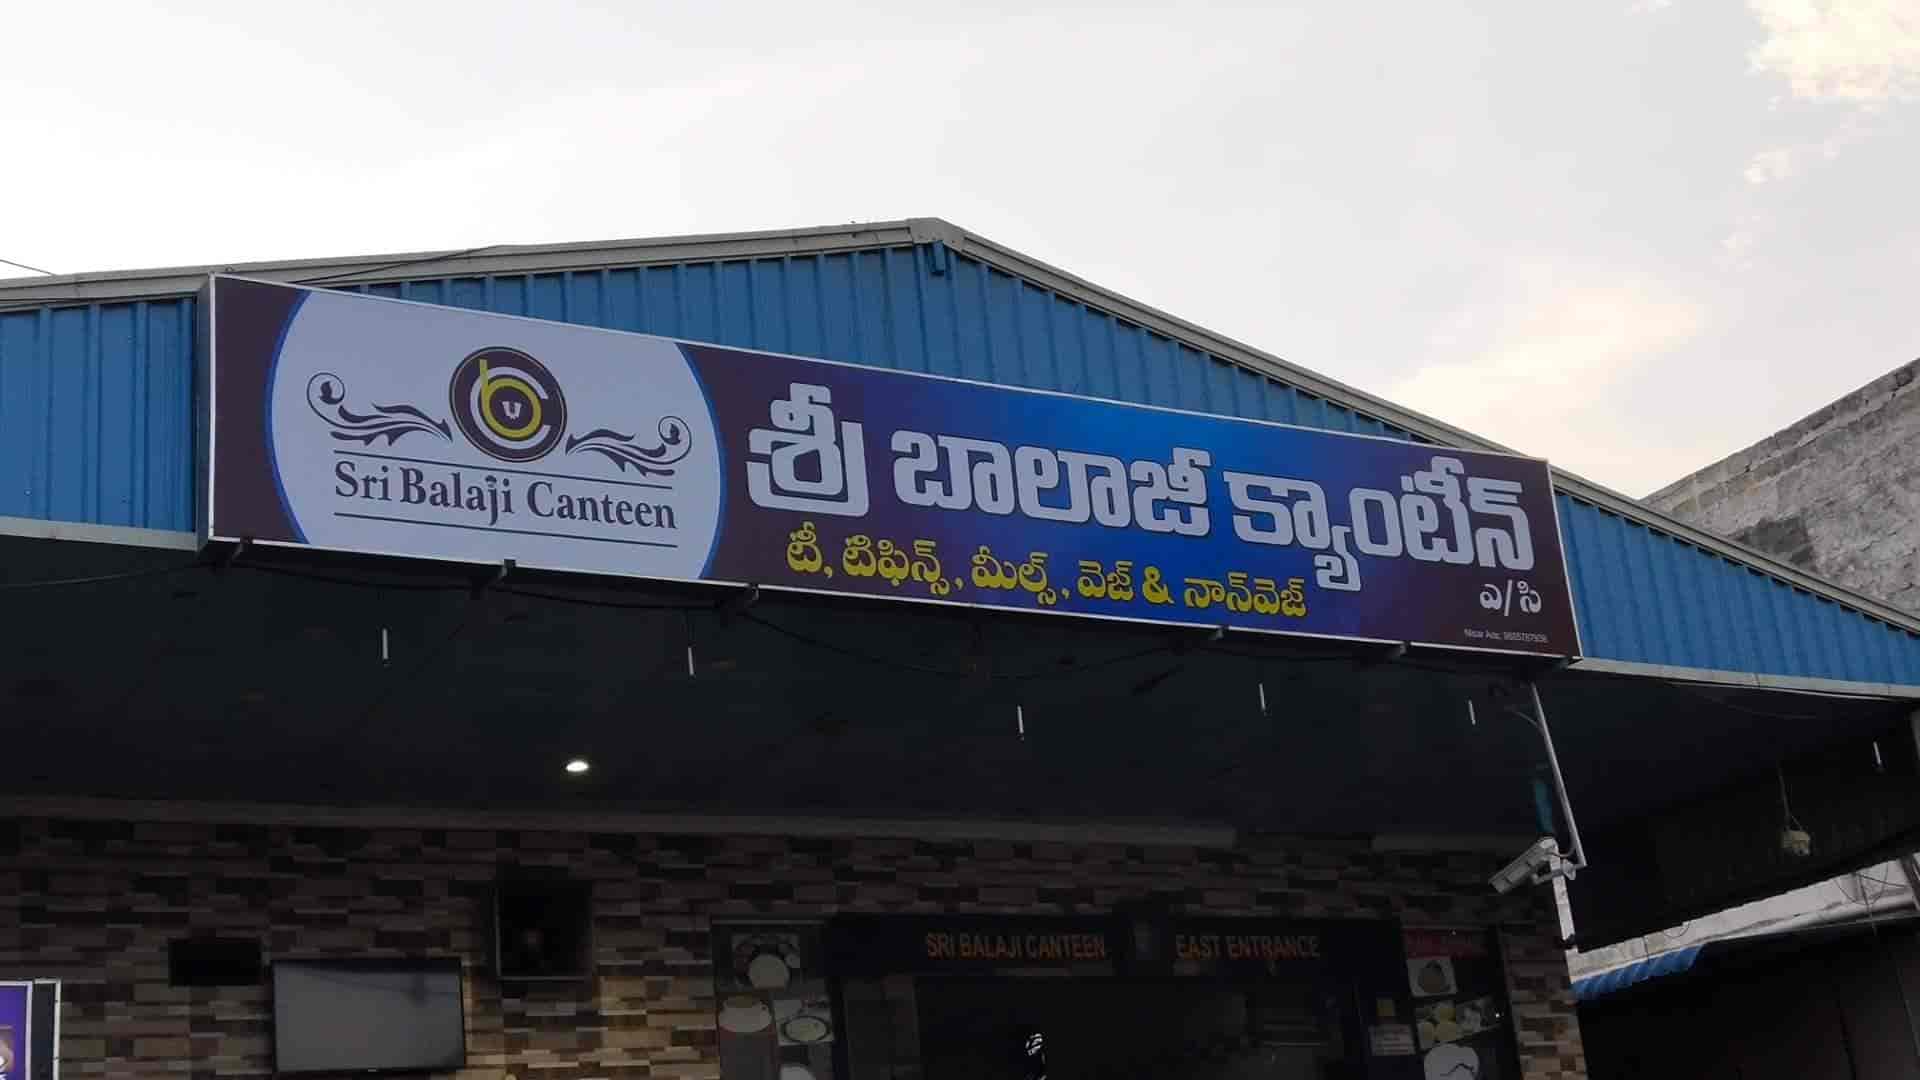 Sri Balaji Canteen
శ్రీ బాలాజీ క్యాంటీన్
టీ, టిఫిన్స్, మీల్స్, వెజ్ & నాన్‌వెజ్
ఎ/సి
SRI BALAJI CANTEEN
EAST ENTRANCE